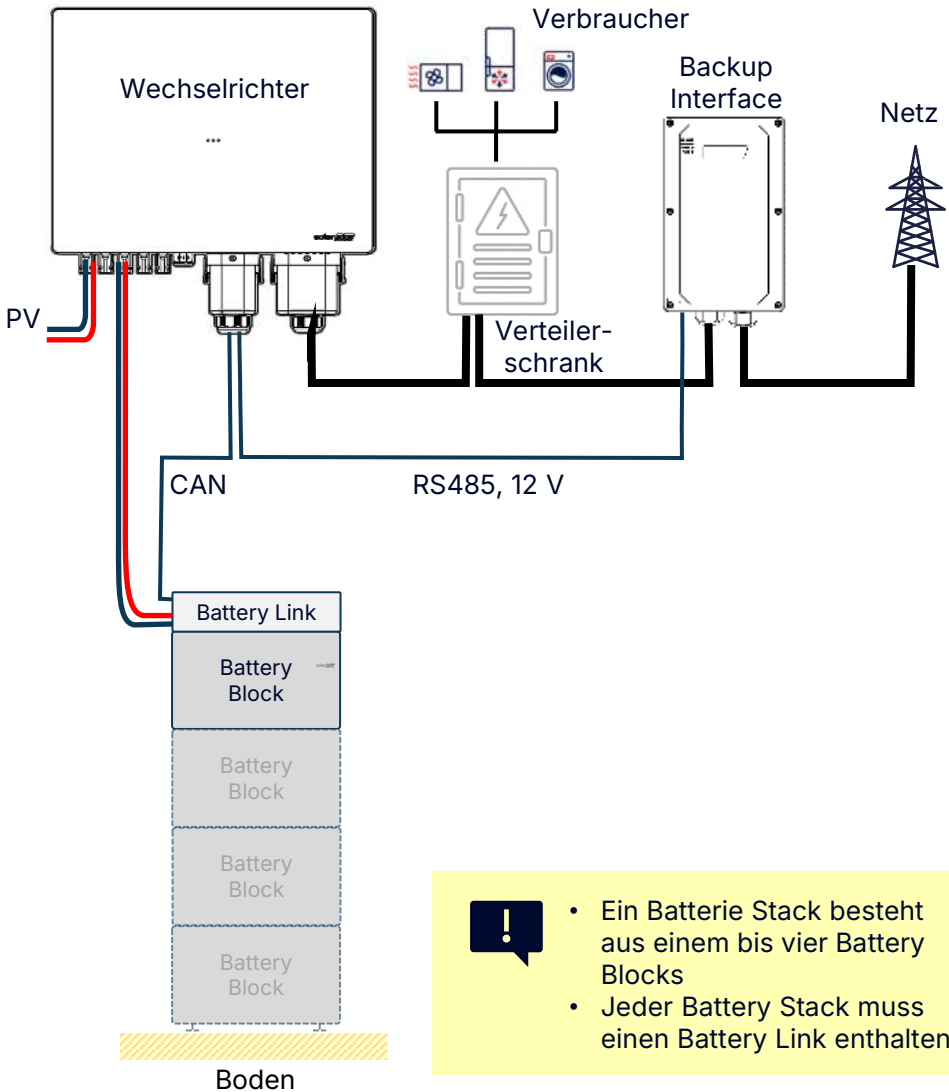 Verbraucher
Wechselrichter
Backup
Interface
Netz
solaredge
PV
Verteiler-
schrank
CAN
RS485, 12 V
Battery Link
Battery
Block
Battery
Block
Battery
Block
Battery
Block
• Ein Batterie Stack besteht
aus einem bis vier Battery
Blocks
• Jeder Battery Stack muss
einen Battery Link enthalten
Boden